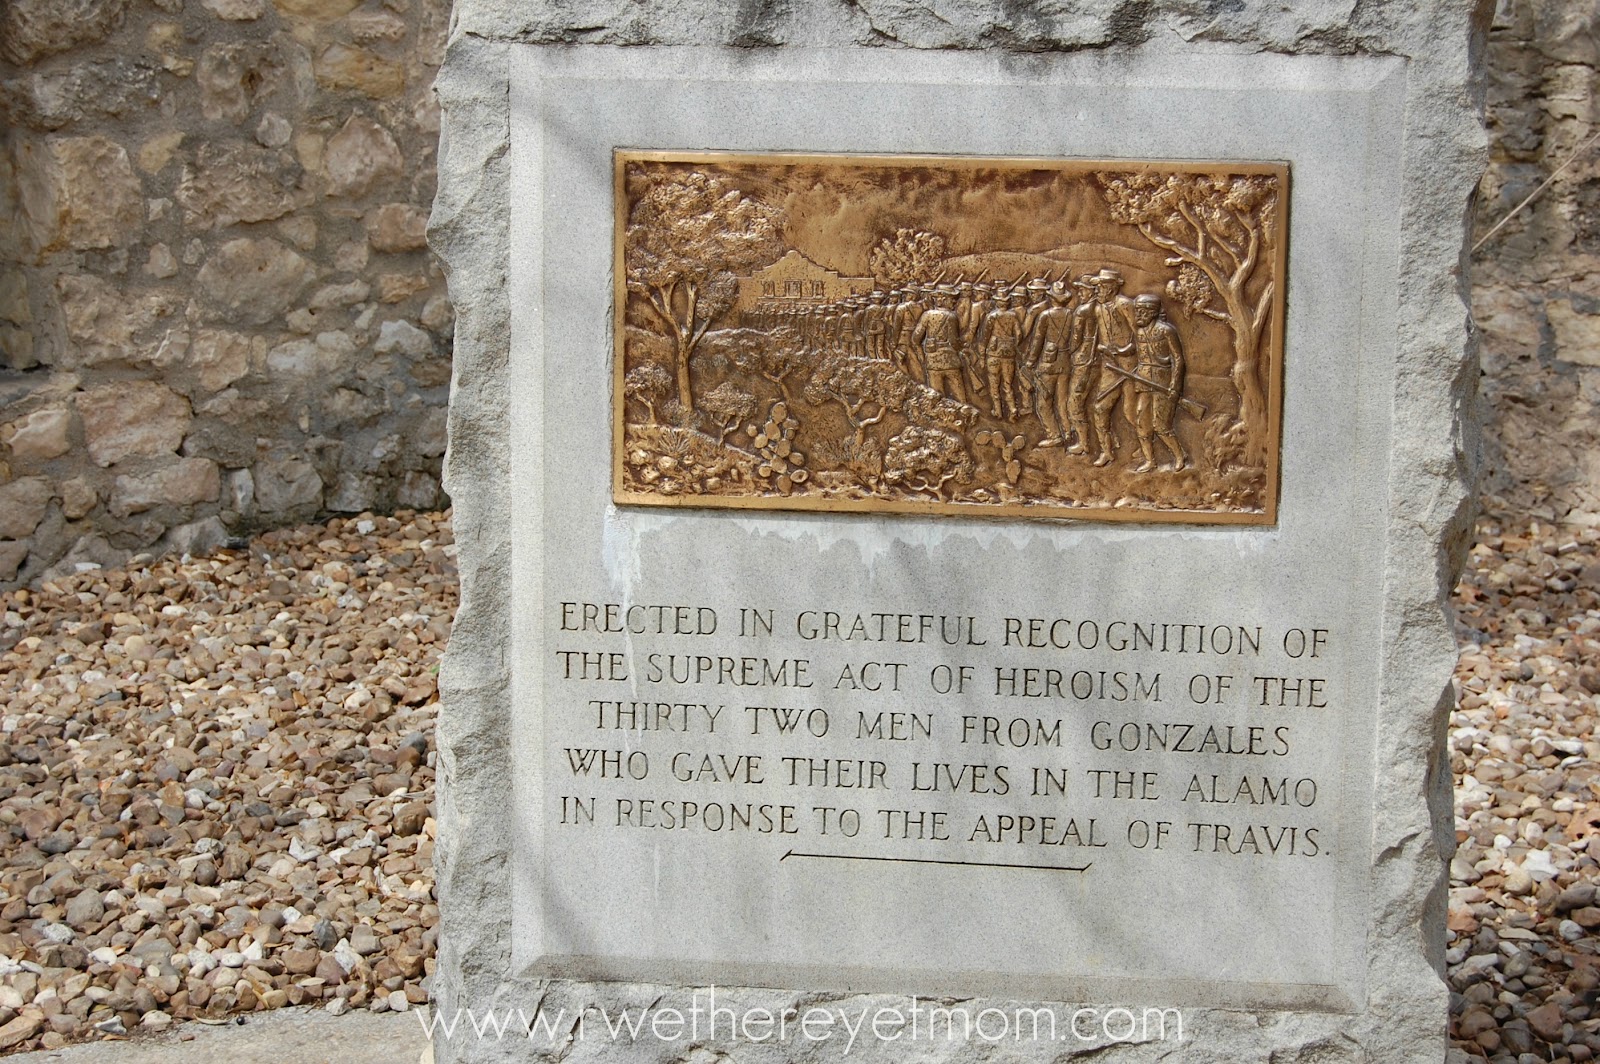 ERECTED IN GRATEFUL RECOGNITION OF
THE SUPREME ACT OF HEROISM OF THE
THIRTY TWO MEN FROM GONZALES
WHO GAVE THEIR LIVES IN THE ALAMO
IN RESPONSE TO THE APPEAL OF TRAVIS.
www.rwethereyetmom.com